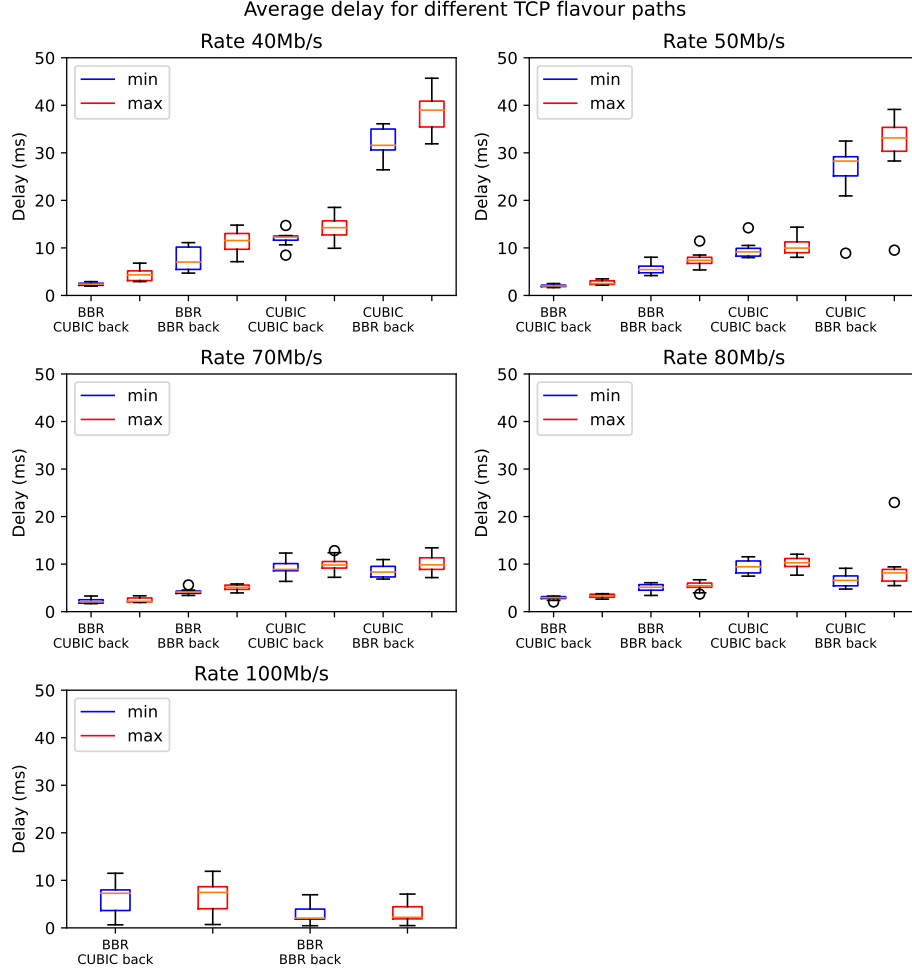 Average delay for different TCP flavour paths
Rate 40Mb/s
50
40
30
20
10
0
Delay (ms)
min
max
BBR
CUBIC back
BBR
BBR back
CUBIC
CUBIC back
CUBIC
BBR back
Rate 50Mb/s
50
40
30
20
10
0
Delay (ms)
min
max
BBR
CUBIC back
BBR
BBR back
CUBIC
CUBIC back
CUBIC
BBR back
Rate 70Mb/s
50
40
30
20
10
0
Delay (ms)
min
max
BBR
CUBIC back
BBR
BBR back
CUBIC
CUBIC back
CUBIC
BBR back
Rate 80Mb/s
50
40
30
20
10
0
Delay (ms)
min
max
BBR
CUBIC back
BBR
BBR back
CUBIC
CUBIC back
CUBIC
BBR back
Rate 100Mb/s
50
40
30
20
10
0
Delay (ms)
min
max
BBR
CUBIC back
BBR
BBR back